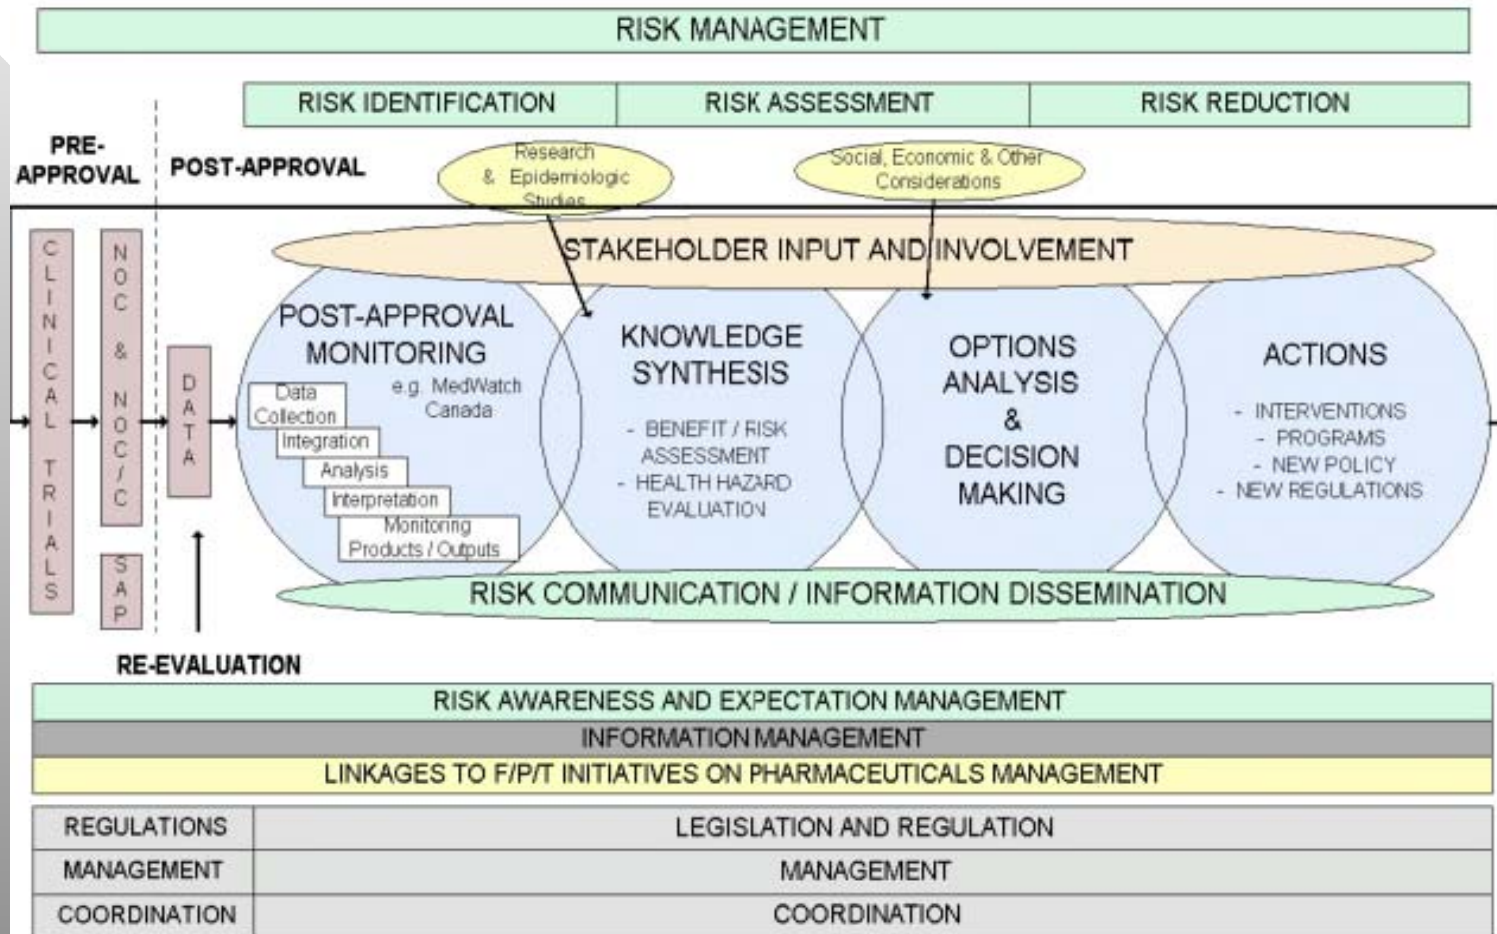 RISK MANAGEMENT
RISK IDENTIFICATION
RISK ASSESSMENT
RISK REDUCTION
PRE-
APPROVAL
POST-APPROVAL
Research
& Epidemiologic
Studies
Social, Economic & Other
Considerations
STAKEHOLDER INPUT AND INVOLVEMENT
CLINICAL TRIALS
NOC & NOC/C
SAP
DATA
POST-APPROVAL
MONITORING
e.g. MedWatch
Canada
Data
Collection
Integration
Analysis
Interpretation
Monitoring
Products / Outputs
KNOWLEDGE
SYNTHESIS
- BENEFIT / RISK
ASSESSMENT
- HEALTH HAZARD
EVALUATION
OPTIONS
ANALYSIS
&
DECISION
MAKING
ACTIONS
- INTERVENTIONS
- PROGRAMS
- NEW POLICY
- NEW REGULATIONS
RISK COMMUNICATION / INFORMATION DISSEMINATION
RE-EVALUATION
RISK AWARENESS AND EXPECTATION MANAGEMENT
INFORMATION MANAGEMENT
LINKAGES TO F/P/T INITIATIVES ON PHARMACEUTICALS MANAGEMENT
REGULATIONS
LEGISLATION AND REGULATION
MANAGEMENT
MANAGEMENT
COORDINATION
COORDINATION